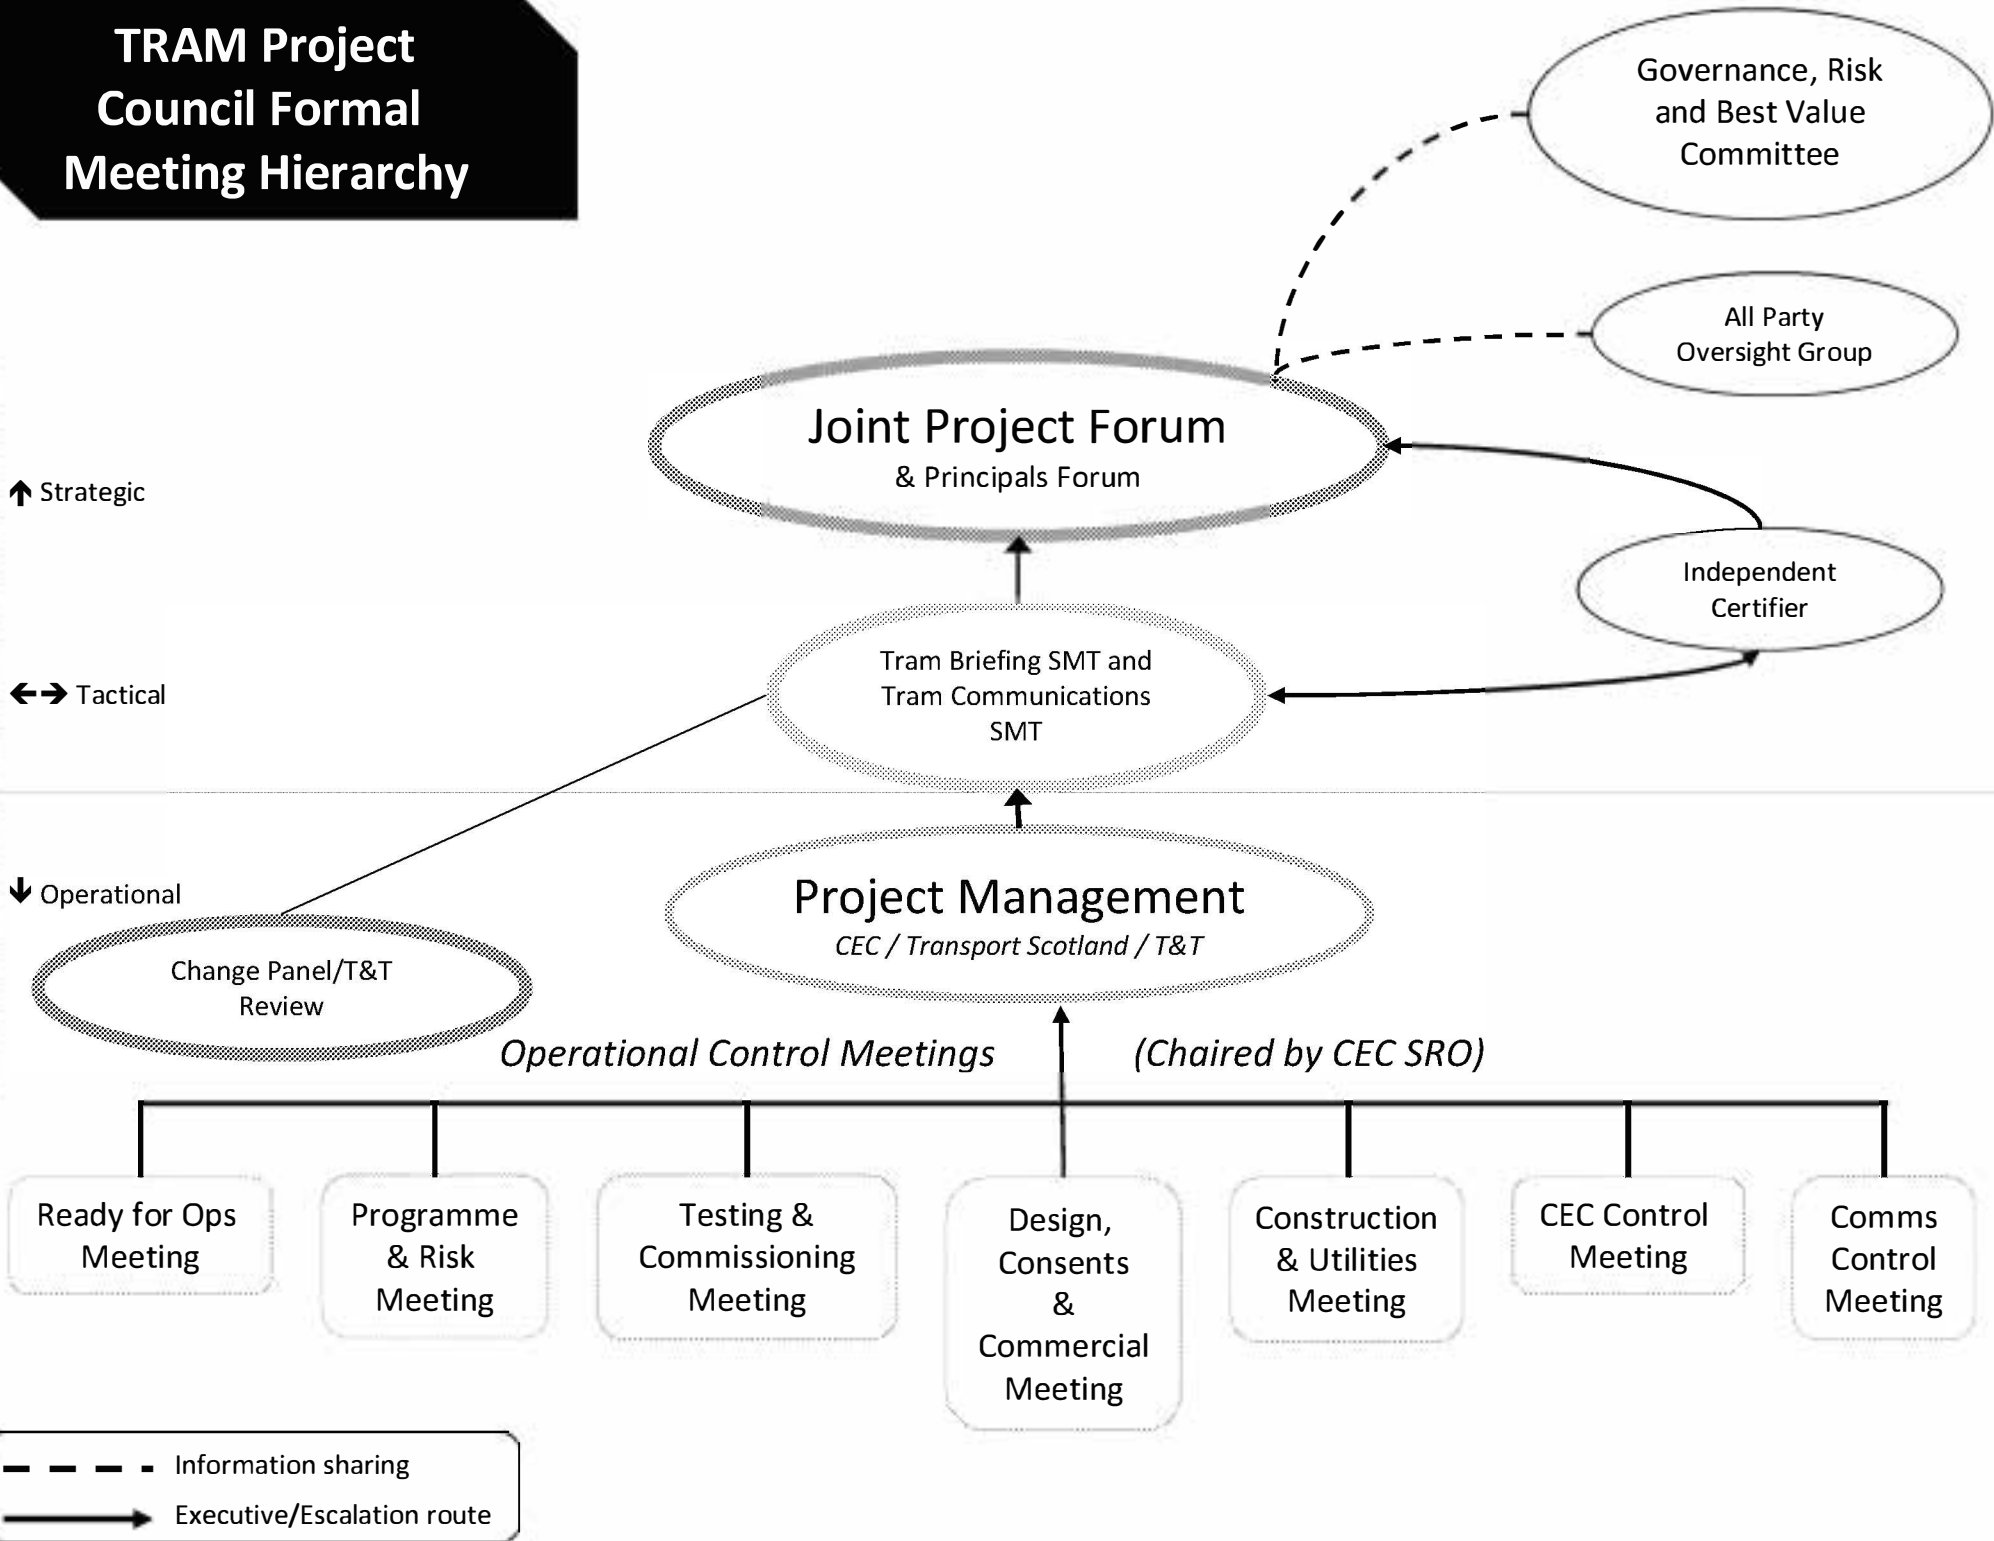 TRAM Project
Council Formal
Meeting Hierarchy
Governance, Risk
and Best Value
Committee
All Party
Oversight Group
Joint Project Forum
& Principals Forum
Strategic
Independent
Certifier
Tram Briefing SMT and
Tram Communications
SMT
Tactical
Operational
Project Management
CEC / Transport Scotland / T&T
Change Panel/T&T
Review
Operational Control Meetings (Chaired by CEC SRO)
Ready for Ops
Meeting
Programme
& Risk
Meeting
Testing &
Commissioning
Meeting
Design,
Consents
&
Commercial
Meeting
Construction
& Utilities
Meeting
CEC Control
Meeting
Comms
Control
Meeting
Information sharing
Executive/Escalation route